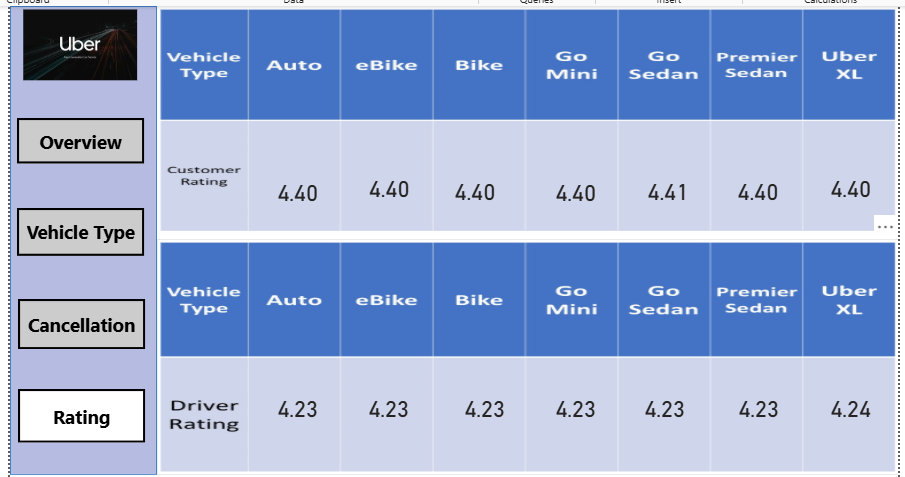 Clipboard Data Queries Insert Calculations
Uber
Overview
Vehicle Type
Cancellation
Rating
Vehicle Type Auto eBike Bike Go Mini Go Sedan Premier Sedan Uber XL
Customer Rating 4.40 4.40 4.40 4.40 4.41 4.40 4.40
...
Vehicle Type Auto eBike Bike Go Mini Go Sedan Premier Sedan Uber XL
Driver Rating 4.23 4.23 4.23 4.23 4.23 4.23 4.24